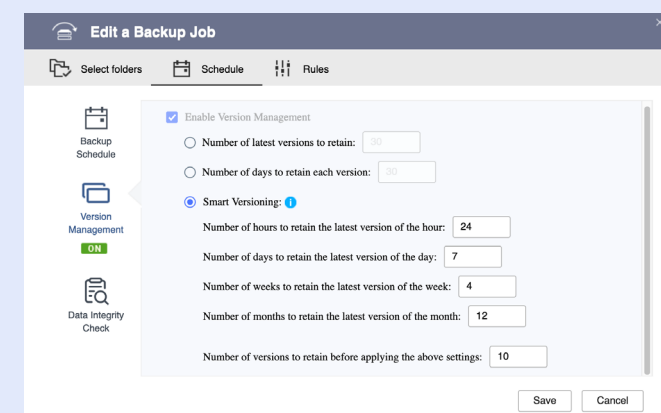 Edit a Backup Job
Select folders
Schedule
Rules
Backup
Schedule
Version
Management
ON
Data Integrity
Check
Enable Version Management
Number of latest versions to retain: 30
Number of days to retain each version: 30
Smart Versioning:
Number of hours to retain the latest version of the hour: 24
Number of days to retain the latest version of the day: 7
Number of weeks to retain the latest version of the week: 4
Number of months to retain the latest version of the month: 12
Number of versions to retain before applying the above settings: 10
Save
Cancel